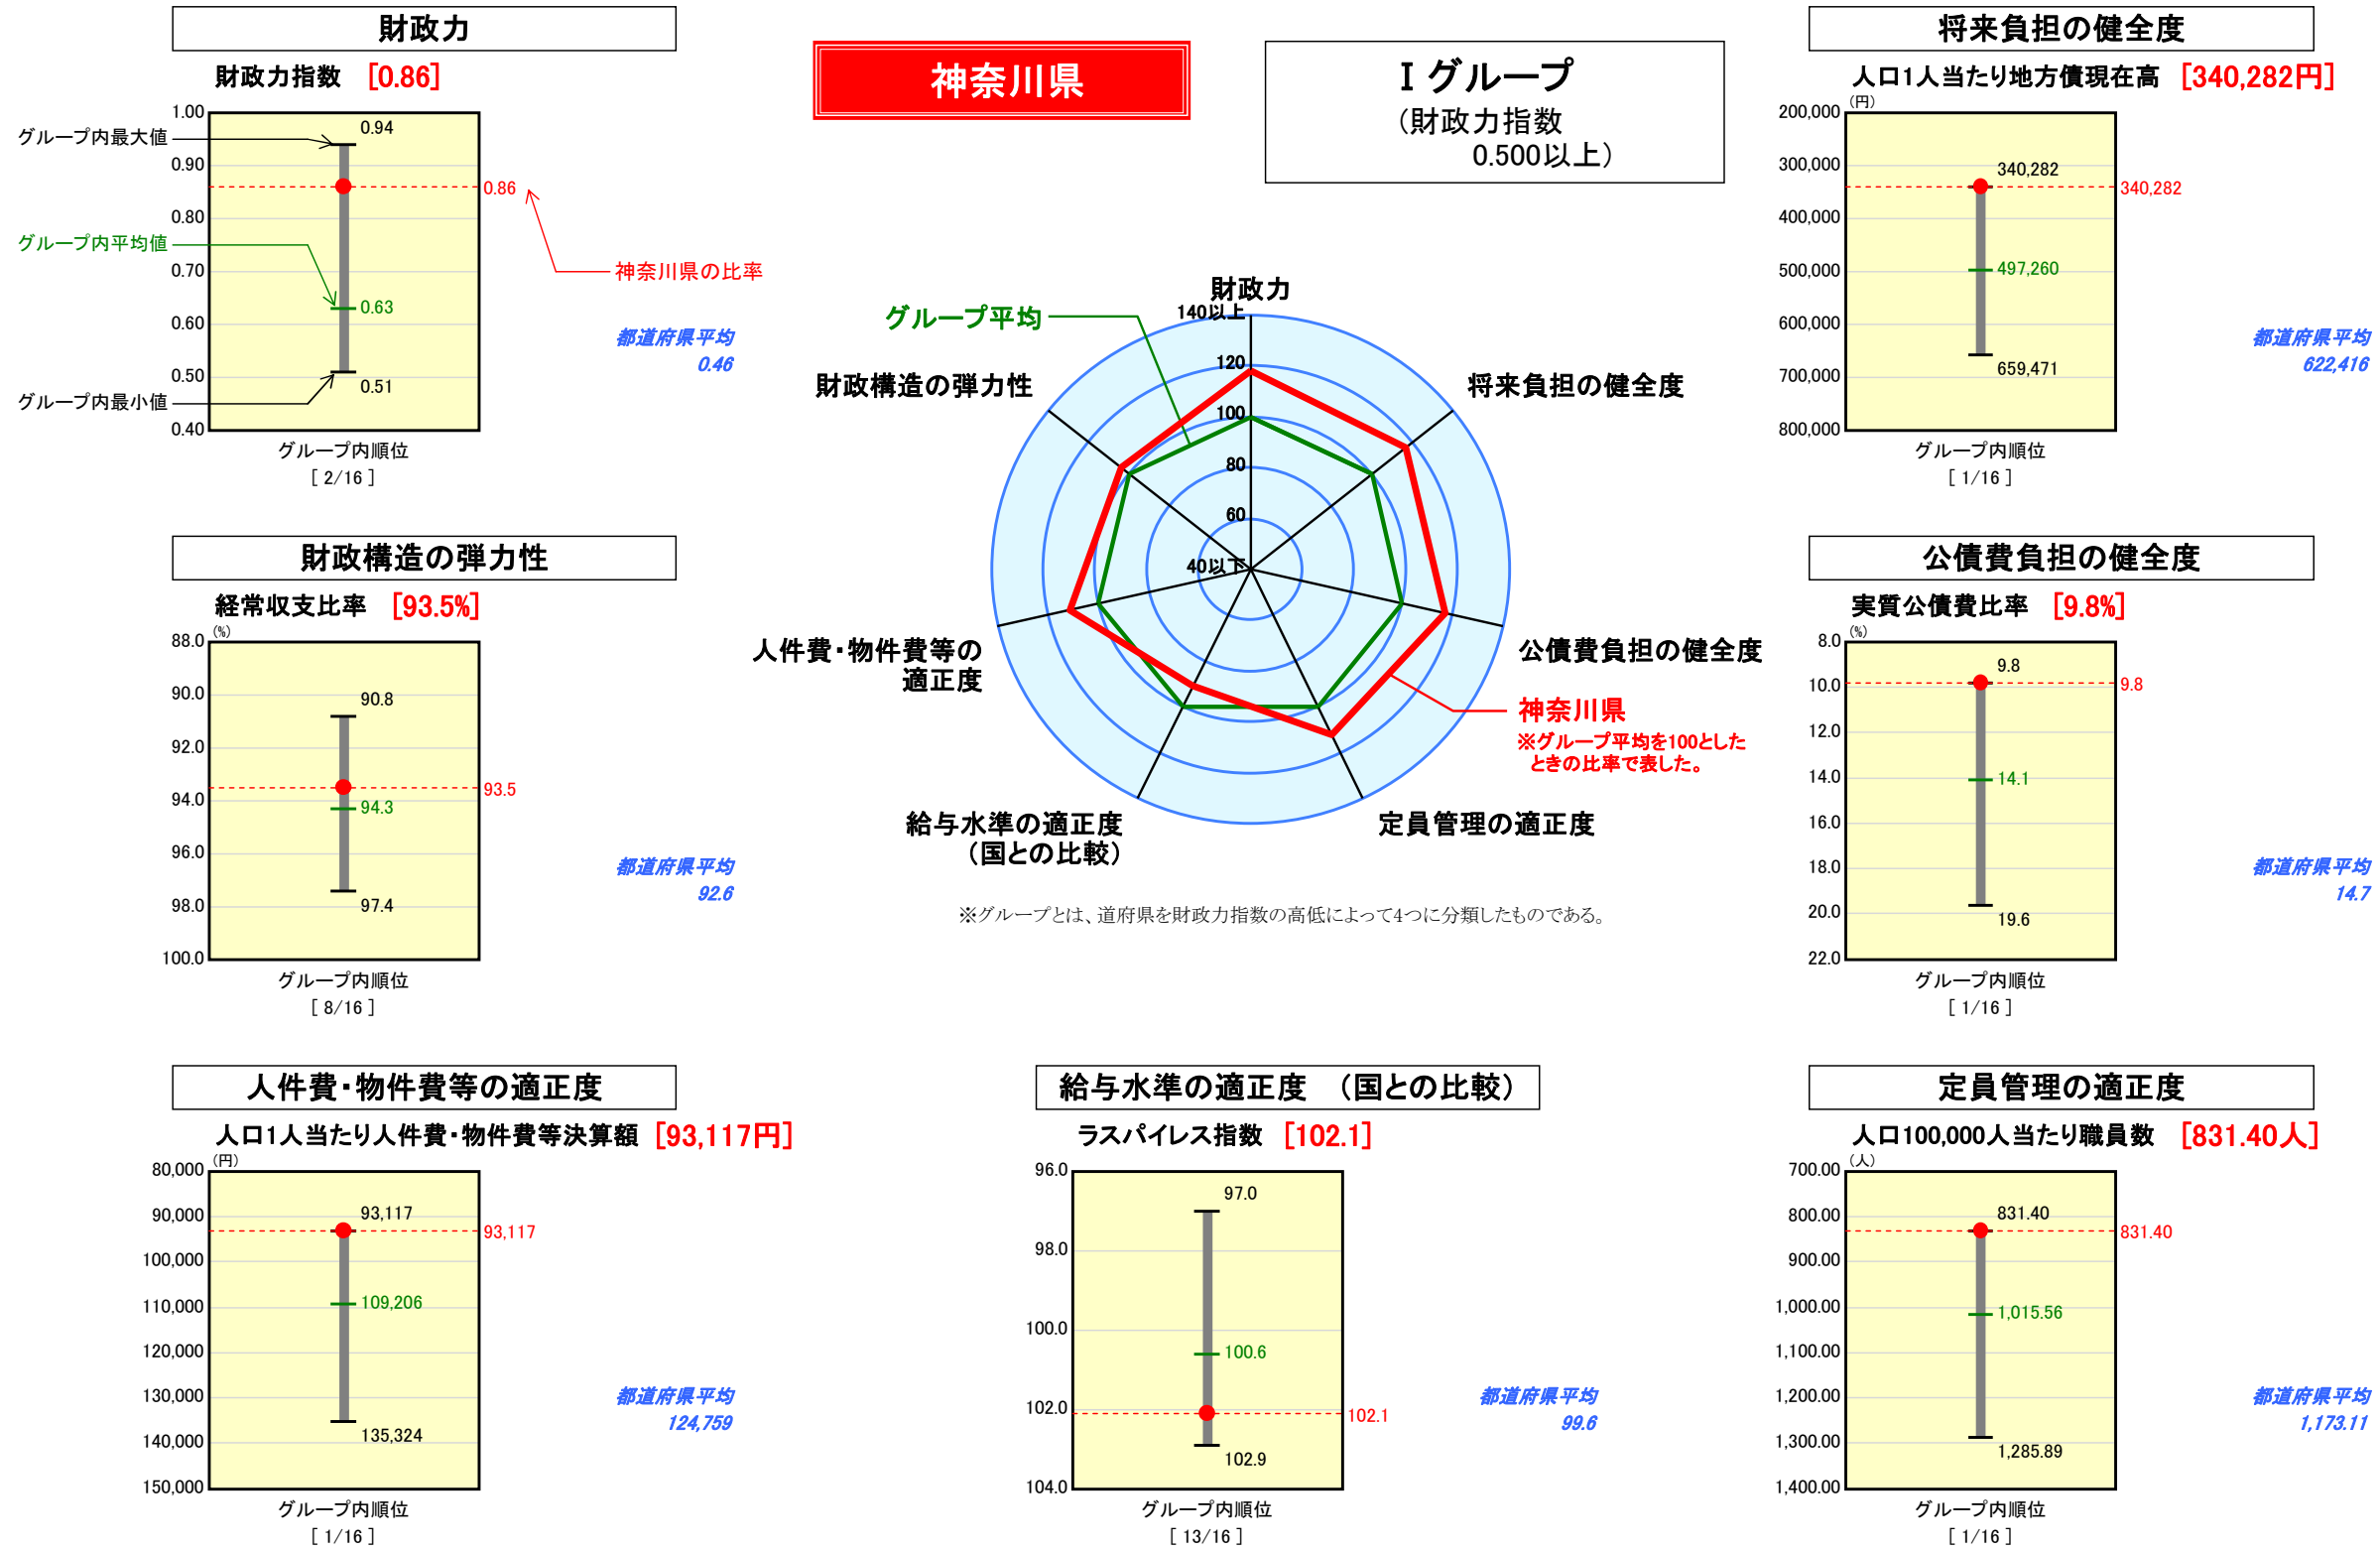 財政力
財政力指数 [0.86]
1.00
0.90
0.80
0.70
0.60
0.50
0.40
グループ内最大値
グループ内平均値
グループ内最小値
0.94
0.86
0.63
0.51
神奈川県の比率
都道府県平均
0.46
グループ内順位
[ 2/16 ]
神奈川県
Ⅰグループ
(財政力指数
0.500以上)
将来負担の健全度
人口1人当たり地方債現在高 [340,282円]
(円)
200,000
300,000
400,000
500,000
600,000
700,000
800,000
340,282
340,282
497,260
659,471
都道府県平均
622,416
グループ内順位
[ 1/16 ]
グループ平均
財政力
140以上
120
100
80
60
40以下
財政構造の弾力性
将来負担の健全度
人件費・物件費等の
適正度
公債費負担の健全度
神奈川県
※グループ平均を100とした
ときの比率で表した。
給与水準の適正度
(国との比較)
定員管理の適正度
※グループとは、道府県を財政力指数の高低によって4つに分類したものである。
財政構造の弾力性
経常収支比率 [93.5%]
(%)
88.0
90.0
92.0
94.0
96.0
98.0
100.0
90.8
93.5
94.3
97.4
都道府県平均
92.6
グループ内順位
[ 8/16 ]
公債費負担の健全度
実質公債費比率 [9.8%]
(%)
8.0
10.0
12.0
14.0
16.0
18.0
20.0
22.0
9.8
9.8
14.1
19.6
都道府県平均
14.7
グループ内順位
[ 1/16 ]
人件費・物件費等の適正度
人口1人当たり人件費・物件費等決算額 [93,117円]
(円)
80,000
90,000
100,000
110,000
120,000
130,000
140,000
150,000
93,117
93,117
109,206
135,324
都道府県平均
124,759
グループ内順位
[ 1/16 ]
給与水準の適正度 (国との比較)
ラスパイレス指数 [102.1]
96.0
98.0
100.0
102.0
104.0
97.0
100.6
102.1
102.9
都道府県平均
99.6
グループ内順位
[ 13/16 ]
定員管理の適正度
人口100,000人当たり職員数 [831.40人]
(人)
700.00
800.00
900.00
1,000.00
1,100.00
1,200.00
1,300.00
1,400.00
831.40
831.40
1,015.56
1,285.89
都道府県平均
1,173.11
グループ内順位
[ 1/16 ]